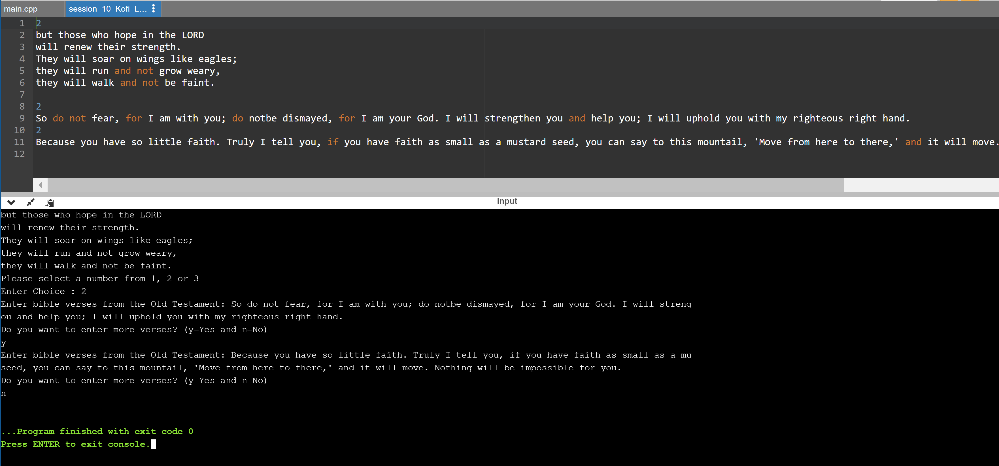 main.cpp
session_10_Kofi_L...
1 2
2 but those who hope in the LORD
3 will renew their strength.
4 They will soar on wings like eagles;
5 they will run and not grow weary,
6 they will walk and not be faint.
7
8 2
9 So do not fear, for I am with you; do notbe dismayed, for I am your God. I will strengthen you and help you; I will uphold you with my righteous right hand.
10 2
11 Because you have so little faith. Truly I tell you, if you have faith as small as a mustard seed, you can say to this mountail, 'Move from here to there,' and it will move.
12
input
but those who hope in the LORD
will renew their strength.
They will soar on wings like eagles;
they will run and not grow weary,
they will walk and not be faint.
Please select a number from 1, 2 or 3
Enter Choice : 2
Enter bible verses from the Old Testament: So do not fear, for I am with you; do notbe dismayed, for I am your God. I will streng
ou and help you; I will uphold you with my righteous right hand.
Do you want to enter more verses? (y=Yes and n=No)
y
Enter bible verses from the Old Testament: Because you have so little faith. Truly I tell you, if you have faith as small as a mu
seed, you can say to this mountail, 'Move from here to there,' and it will move. Nothing will be impossible for you.
Do you want to enter more verses? (y=Yes and n=No)
n
...Program finished with exit code 0
Press ENTER to exit console.